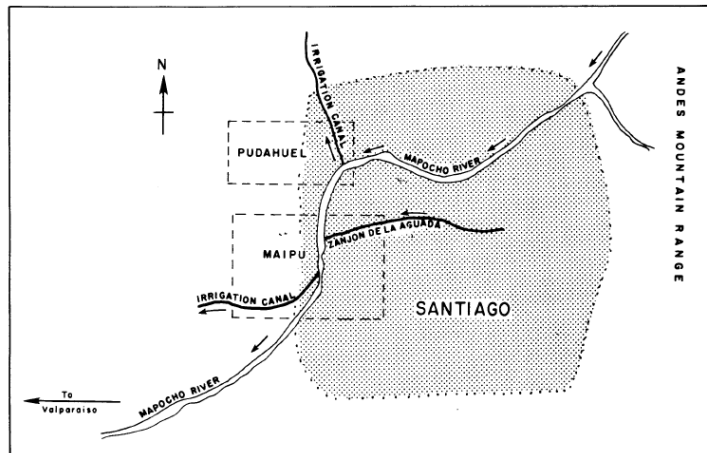 N
IRRIGATION CANAL
ANDES MOUNTAIN RANGE
PUDAHUEL
MAPOCHO RIVER
ZANJON DE LA AGUADA
MAIPU
IRRIGATION CANAL
SANTIAGO
MAPOCHO RIVER
To
Valparaiso